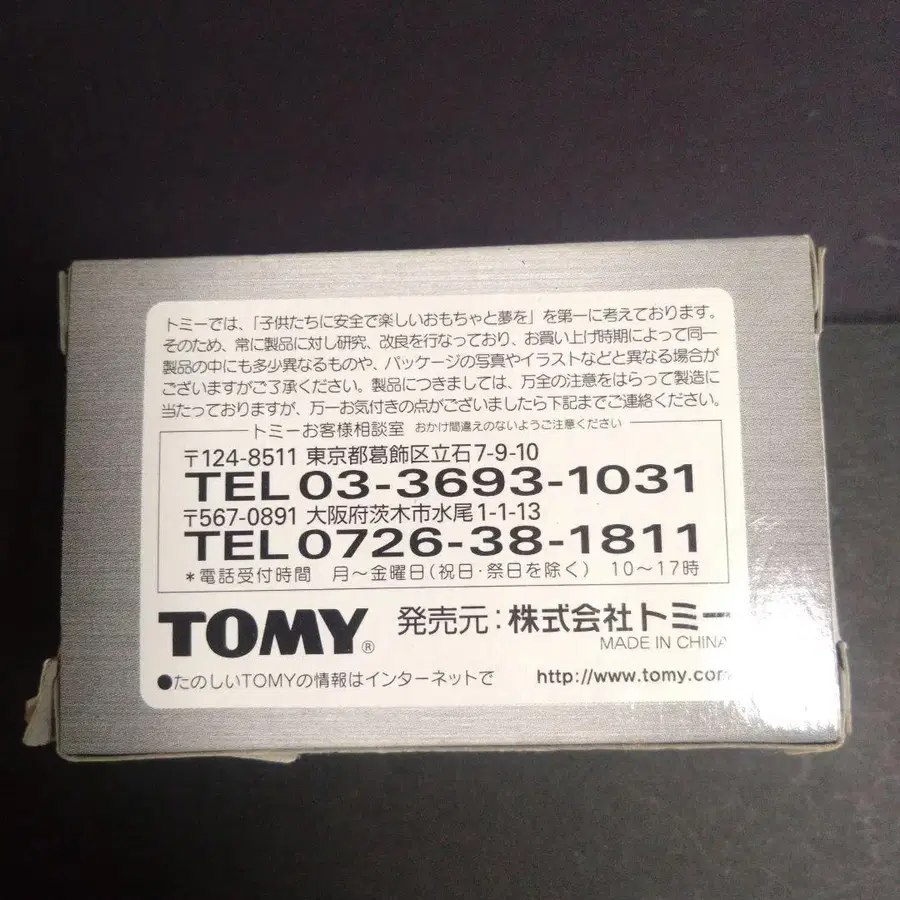 トミーでは、「子供たちに安全で楽しいおもちゃと夢を」を第一に考えております。
そのため、常に製品に対し研究、改良を行なっており、お買い上げ時期によって同一
製品の中にも多少異なるものや、パッケージの写真やイラストなどと異なる場合が
ございますがご了承ください。製品につきましては、万全の注意をはらって製造に
当たっておりますが、万一お気付きの点がございましたら下記までご連絡ください。
トミーお客様相談室 おかけ間違えのないようご注意ください
〒124-8511 東京都葛飾区立石7-9-10
TEL 03-3693-1031
〒567-0891 大阪府茨木市水尾1-1-13
TEL 0726-38-1811
*電話受付時間 月～金曜日(祝日・祭日を除く) 10～17時
TOMY® 発売元:株式会社トミー
MADE IN CHINA
●たのしいTOMYの情報はインターネットで http://www.tomy.com